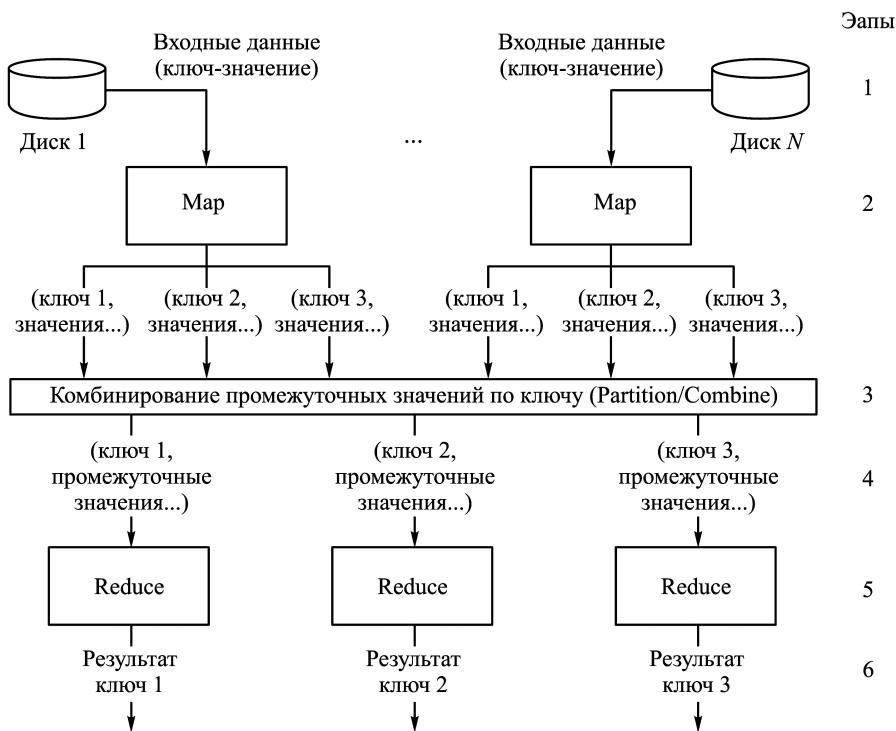 Эапы
Входные данные
(ключ-значение)
Входные данные
(ключ-значение)
1
Диск 1
...
Диск N
Map
Map
2
(ключ 1,
значения...)
(ключ 2,
значения...)
(ключ 3,
значения...)
(ключ 1,
значения...)
(ключ 2,
значения...)
(ключ 3,
значения...)
Комбинирование промежуточных значений по ключу (Partition/Combine)
3
(ключ 1,
промежуточные
значения...)
(ключ 2,
промежуточные
значения...)
(ключ 3,
промежуточные
значения...)
4
Reduce
Reduce
Reduce
5
Результат
ключ 1
Результат
ключ 2
Результат
ключ 3
6